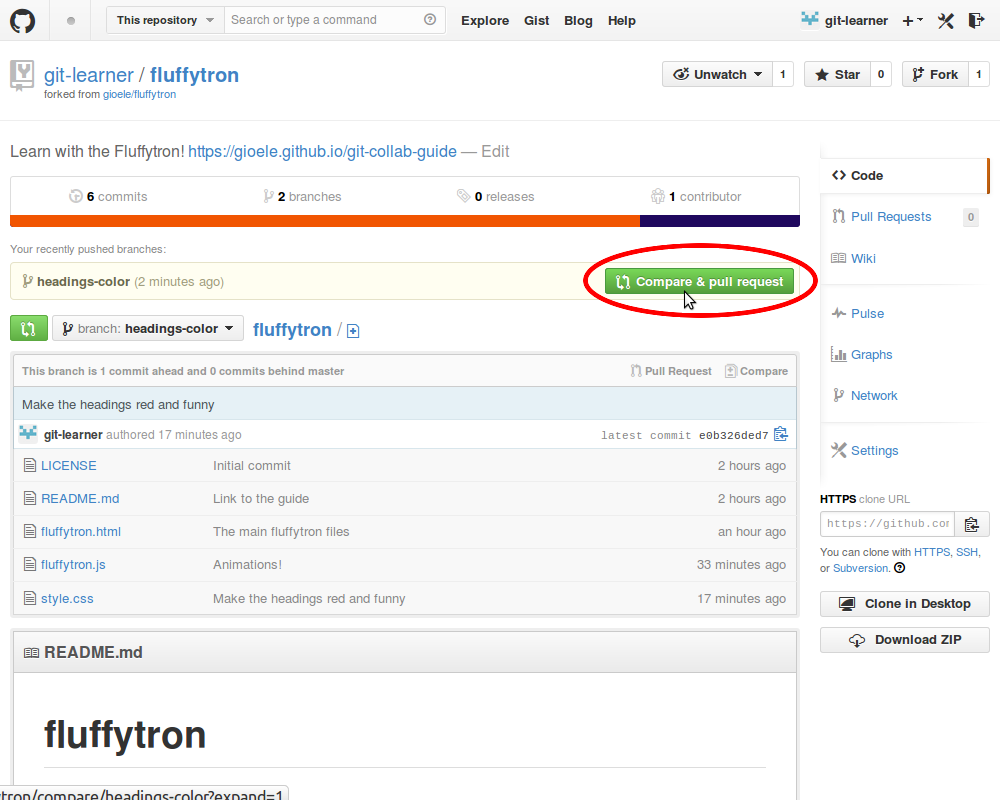 This repository Search or type a command Explore Gist Blog Help git-learner
git-learner / fluffytron
forked from gioele/fluffytron
Unwatch 1 Star 0 Fork 1
Learn with the Fluffytron! https://gioele.github.io/git-collab-guide — Edit
6 commits 2 branches 0 releases 1 contributor
Your recently pushed branches:
headings-color (2 minutes ago) Compare & pull request
branch: headings-color fluffytron /
This branch is 1 commit ahead and 0 commits behind master Pull Request Compare
Make the headings red and funny
git-learner authored 17 minutes ago latest commit e0b326ded7
LICENSE Initial commit 2 hours ago
README.md Link to the guide 2 hours ago
fluffytron.html The main fluffytron files an hour ago
fluffytron.js Animations! 33 minutes ago
style.css Make the headings red and funny 17 minutes ago
README.md
fluffytron
Code
Pull Requests 0
Wiki
Pulse
Graphs
Network
Settings
HTTPS clone URL
https://github.con
You can clone with HTTPS, SSH,
or Subversion.
Clone in Desktop
Download ZIP
tron/compare/headings-color?expand=1